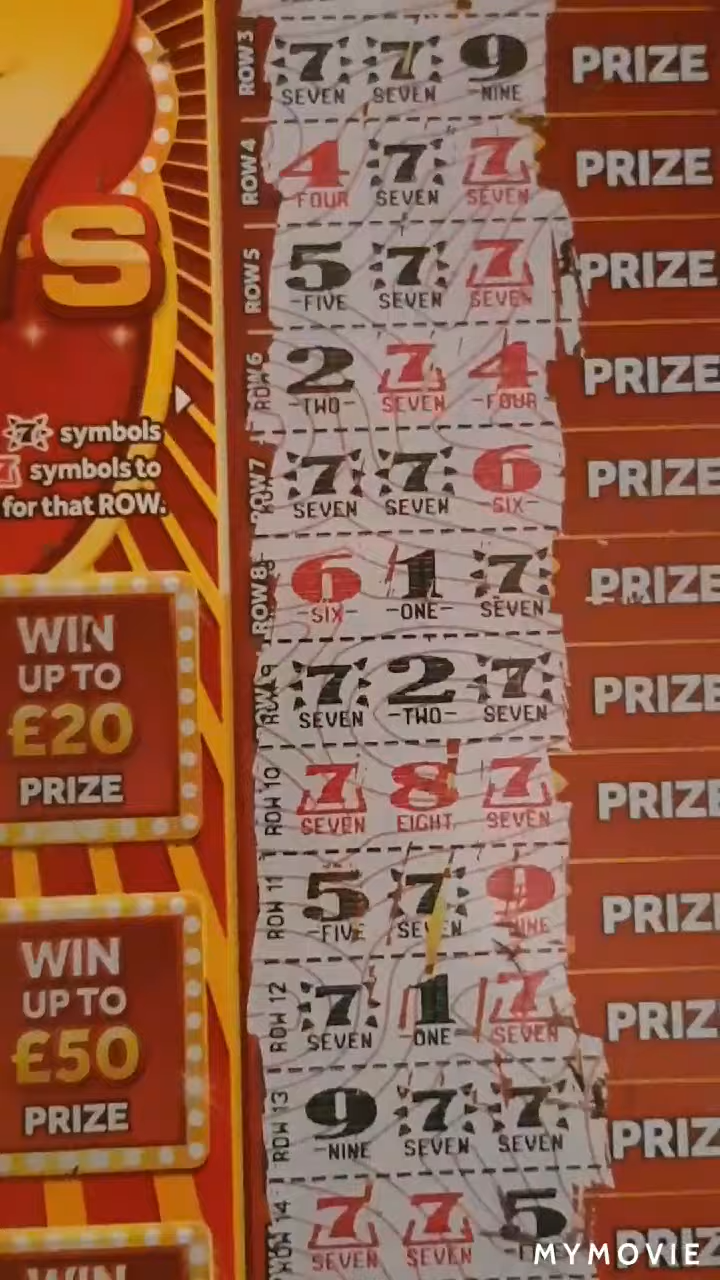 ROW 3
7 7 9
SEVEN SEVEN NINE
PRIZE
ROW 4
4 7 7
FOUR SEVEN SEVEN
PRIZE
S
ROW 5
5 7 7
FIVE SEVEN SEVEN
PRIZE
ROW 6
2 7 4
TWO SEVEN FOUR
PRIZE
7 symbols
7 symbols to
for that ROW.
ROW 7
7 7 6
SEVEN SEVEN SIX
PRIZE
ROW 8
6 1 7
SIX ONE SEVEN
PRIZE
WIN
UP TO
£20
PRIZE
ROW 9
7 2 7
SEVEN TWO SEVEN
PRIZE
ROW 10
7 8 7
SEVEN EIGHT SEVEN
PRIZE
ROW 11
5 7 9
FIVE SEVEN NINE
PRIZE
WIN
UP TO
£50
PRIZE
ROW 12
7 1 7
SEVEN ONE SEVEN
PRIZ
ROW 13
9 7 7
NINE SEVEN SEVEN
PRIZ
ROW 14
7 7 5
SEVEN SEVEN
PRIZ
WIN
MYMOVIE